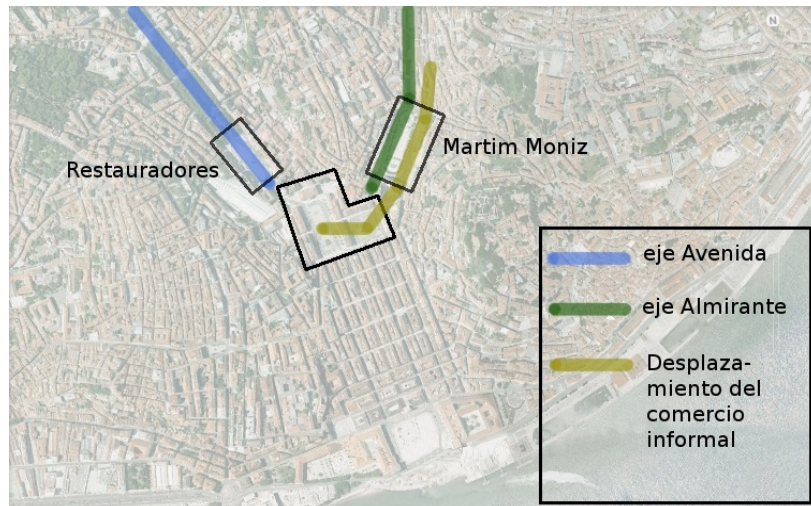 N
Restauradores
Martim Moniz
eje Avenida
eje Almirante
Desplaza-
miento del
comercio
informal